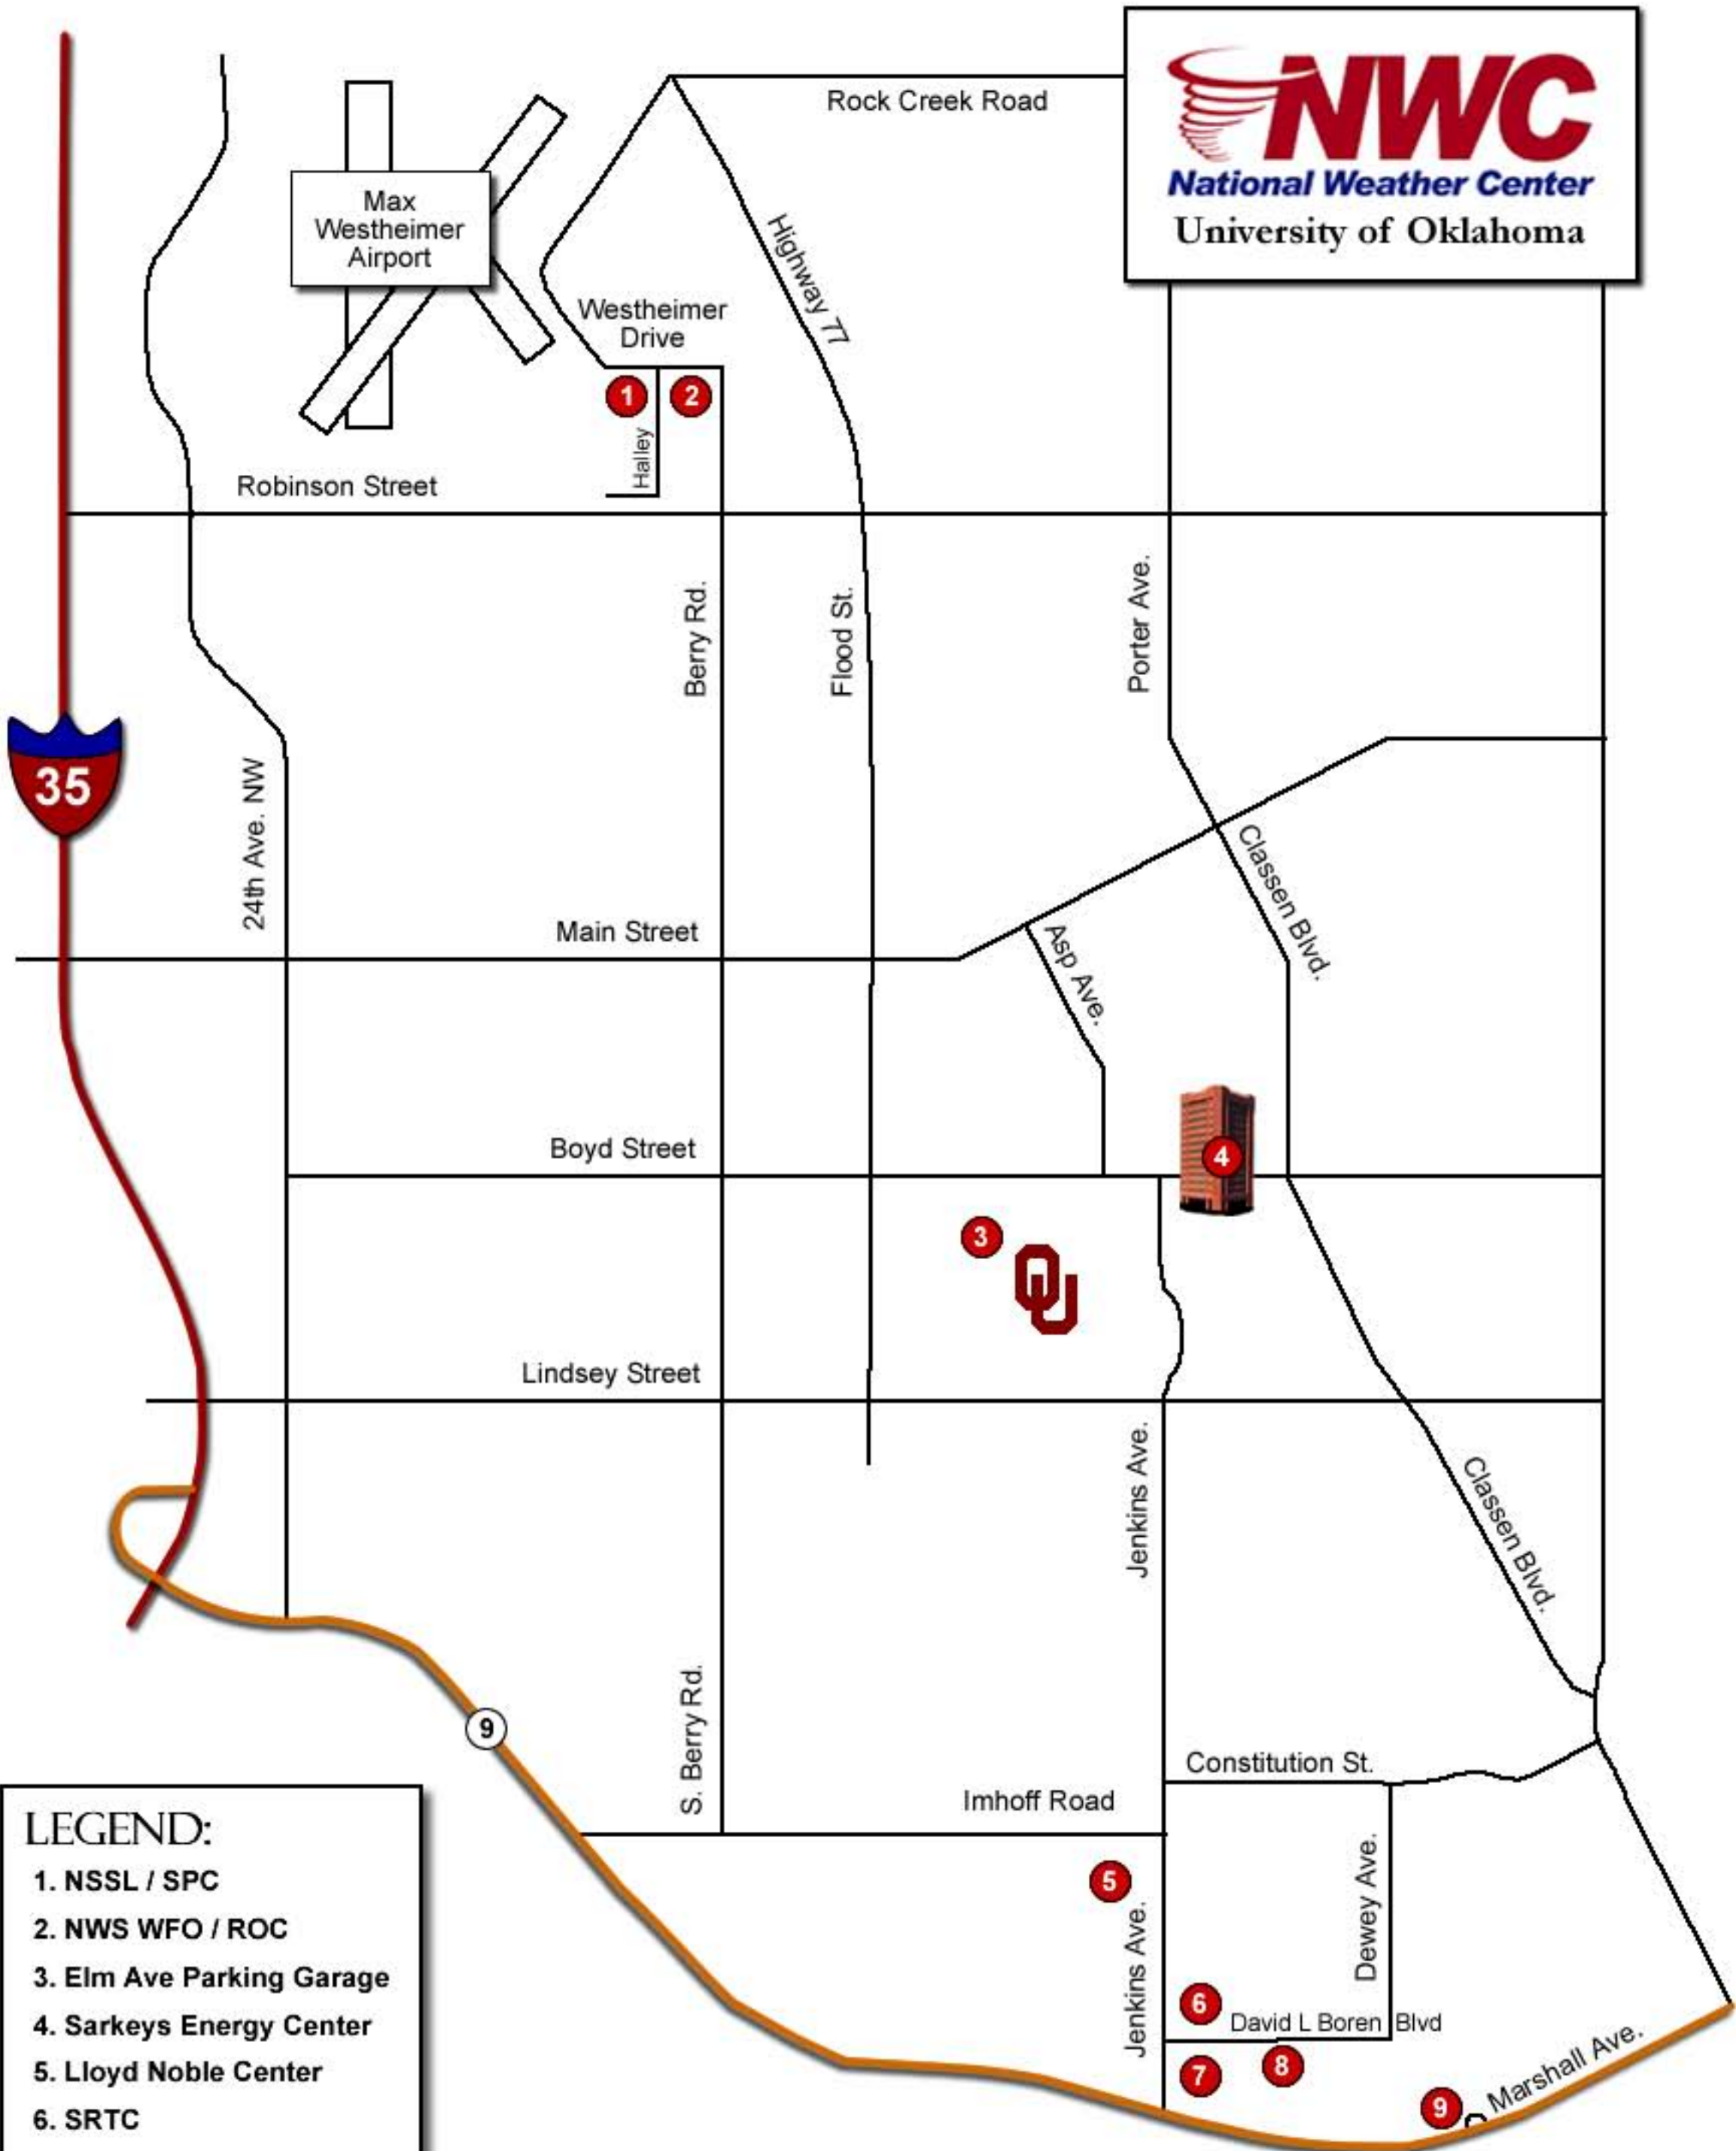 NWC
National Weather Center
University of Oklahoma
Rock Creek Road
Max
Westheimer
Airport
Highway 77
Westheimer
Drive
1
2
Halley
Robinson Street
Berry Rd.
Flood St.
Porter Ave.
35
24th Ave. NW
Classen Blvd.
Main Street
Asp Ave.
Boyd Street
4
3
OU
Lindsey Street
Jenkins Ave.
Classen Blvd.
9
S. Berry Rd.
Constitution St.
Imhoff Road
5
Dewey Ave.
Jenkins Ave.
6
David L Boren Blvd
7
8
9
Marshall Ave.
LEGEND:
1. NSSL / SPC
2. NWS WFO / ROC
3. Elm Ave Parking Garage
4. Sarkeys Energy Center
5. Lloyd Noble Center
6. SRTC